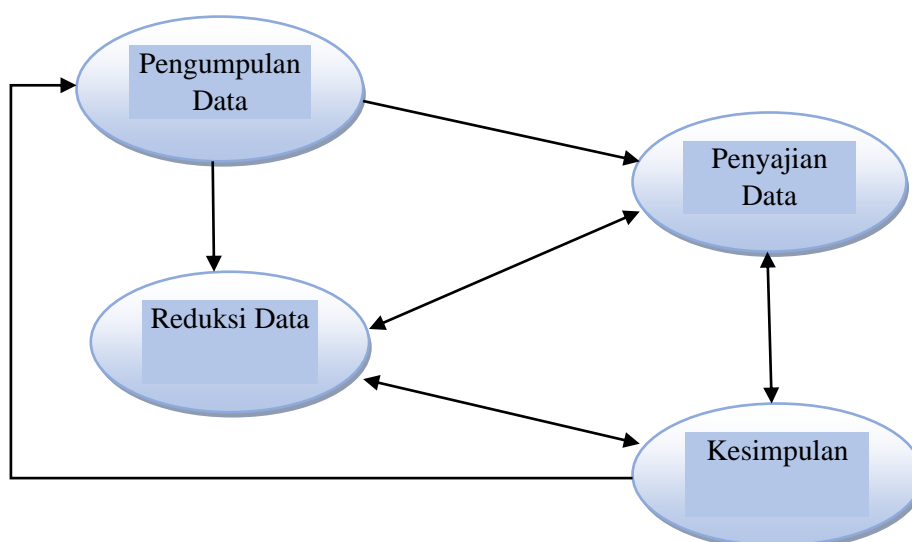 Pengumpulan
Data
Penyajian
Data
Reduksi Data
Kesimpulan